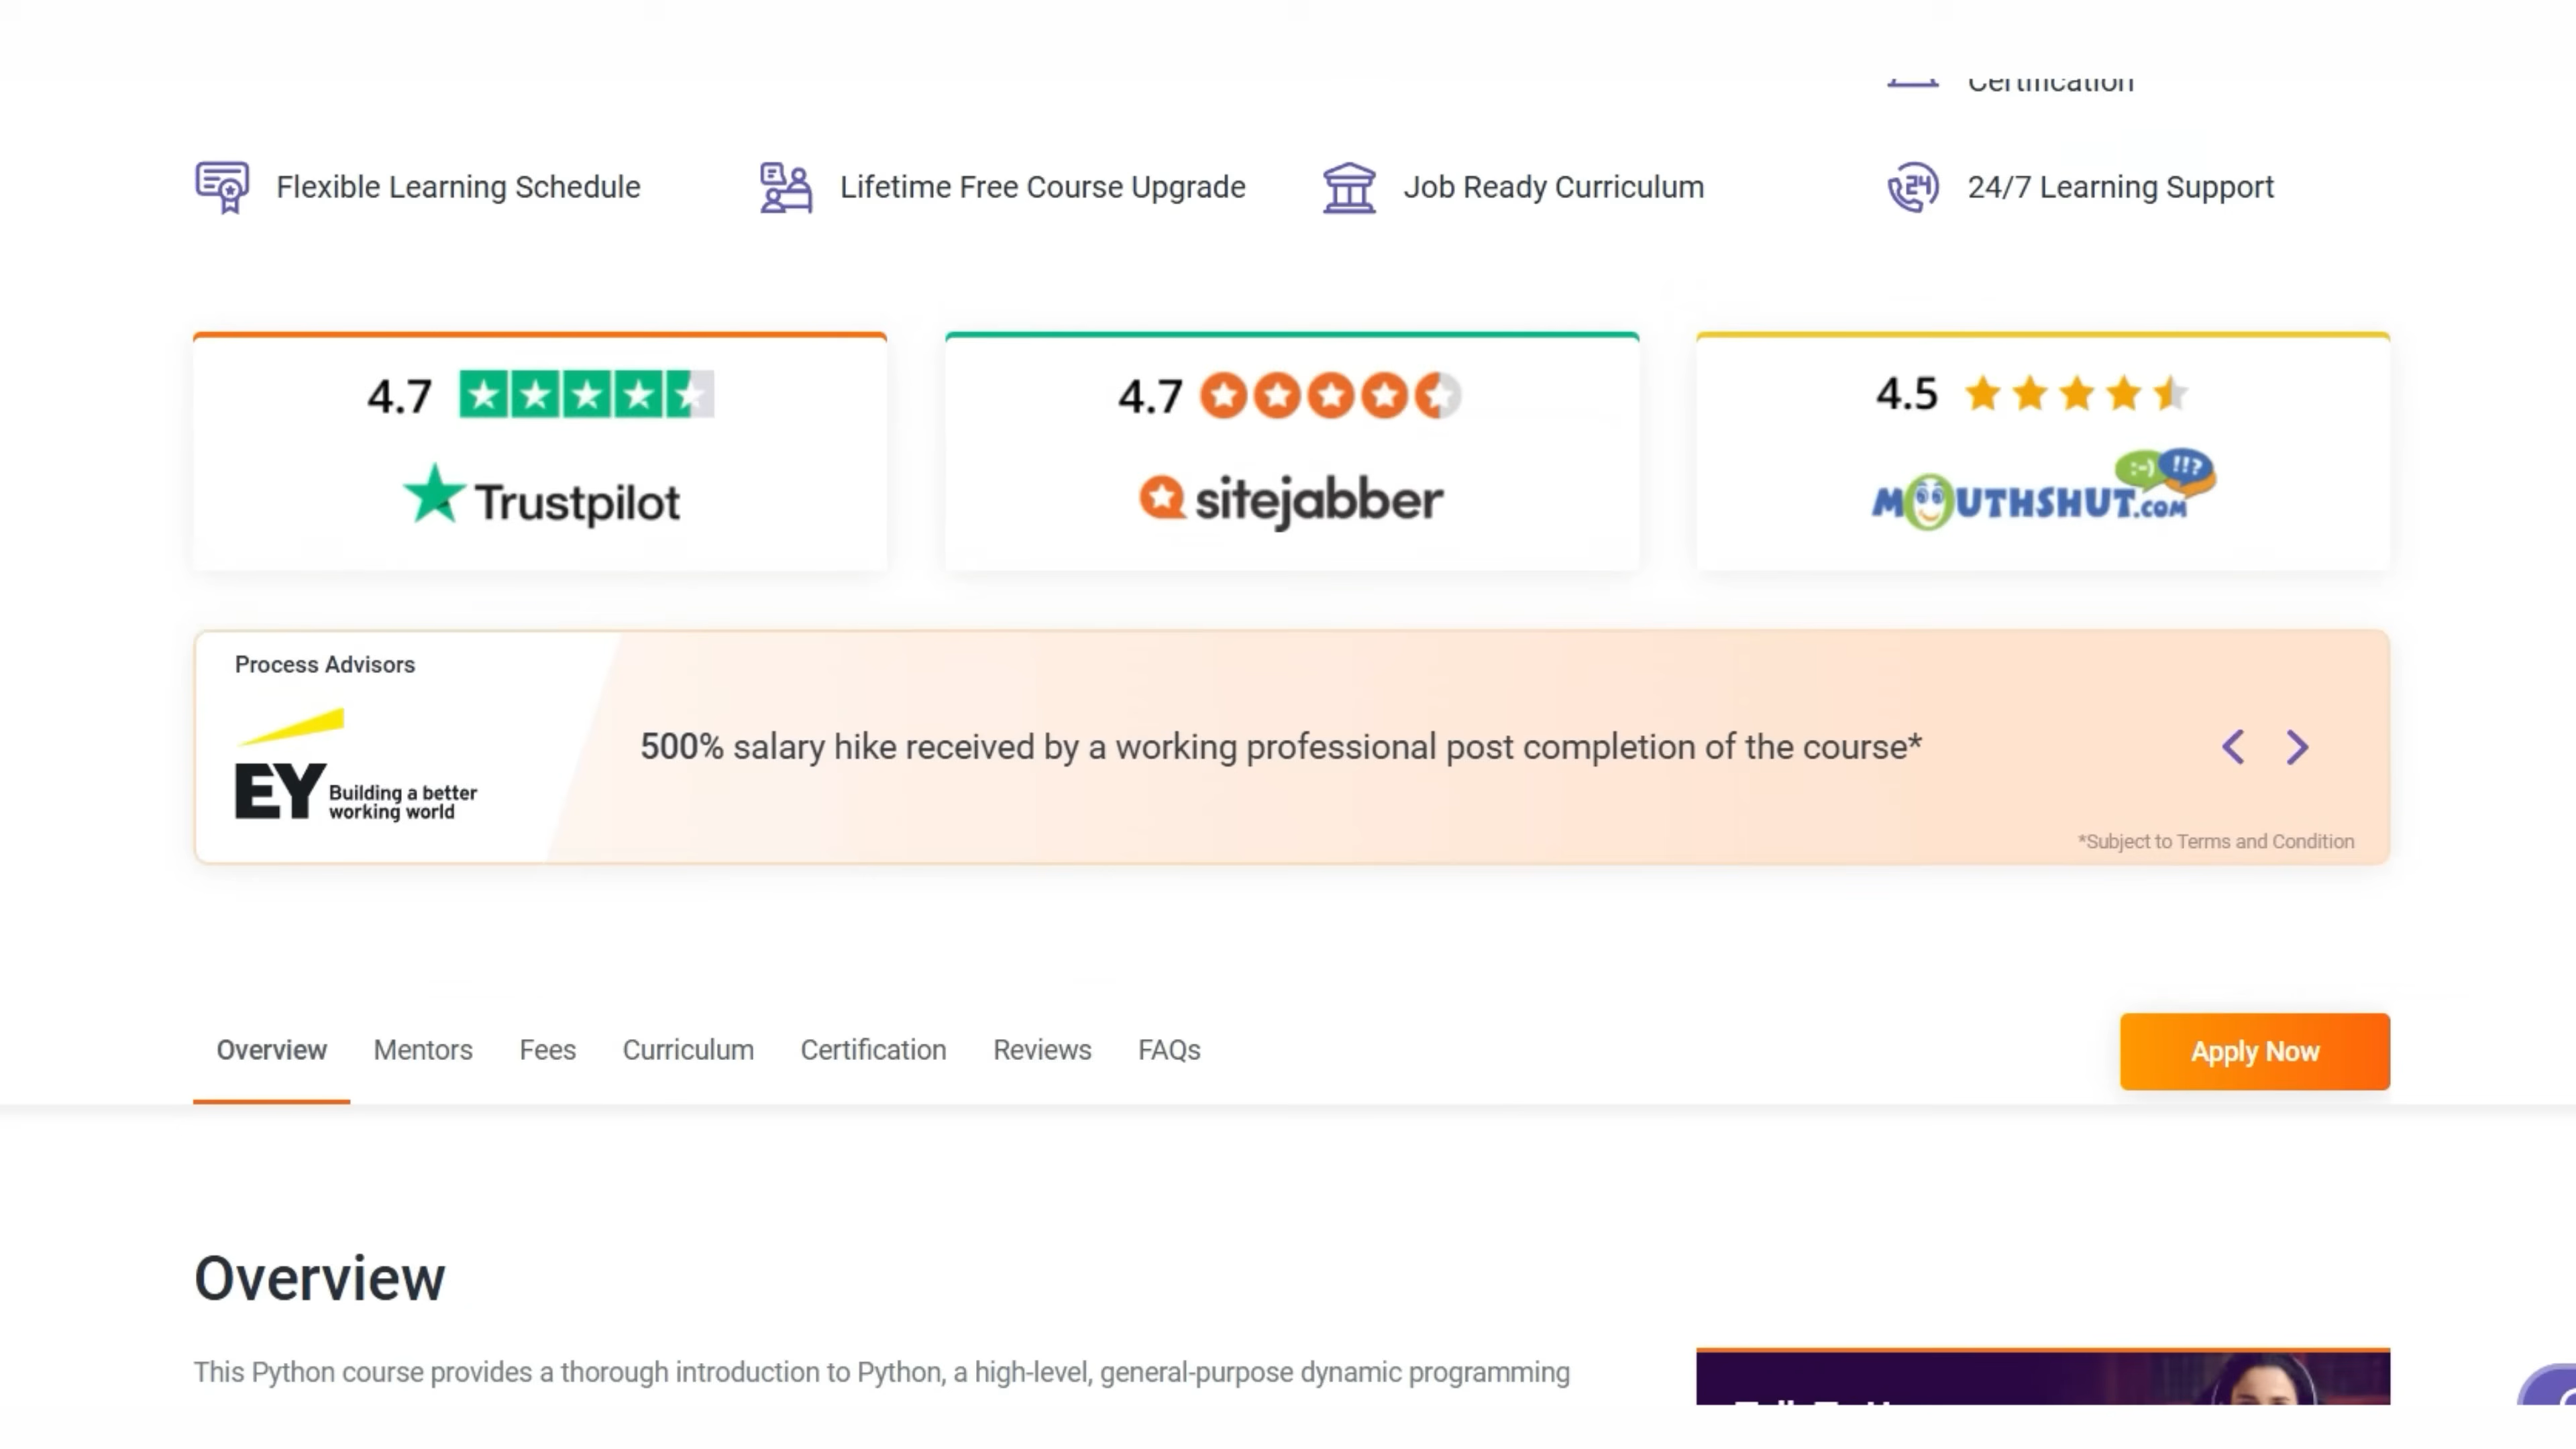 Certification
Flexible Learning Schedule
Lifetime Free Course Upgrade
Job Ready Curriculum
24/7 Learning Support
4.7
Trustpilot
4.7
sitejabber
4.5
MOUTHSHUT.COM
Process Advisors
EY Building a better
working world
500% salary hike received by a working professional post completion of the course*
*Subject to Terms and Condition
Overview
Mentors
Fees
Curriculum
Certification
Reviews
FAQs
Apply Now
Overview
This Python course provides a thorough introduction to Python, a high-level, general-purpose dynamic programming